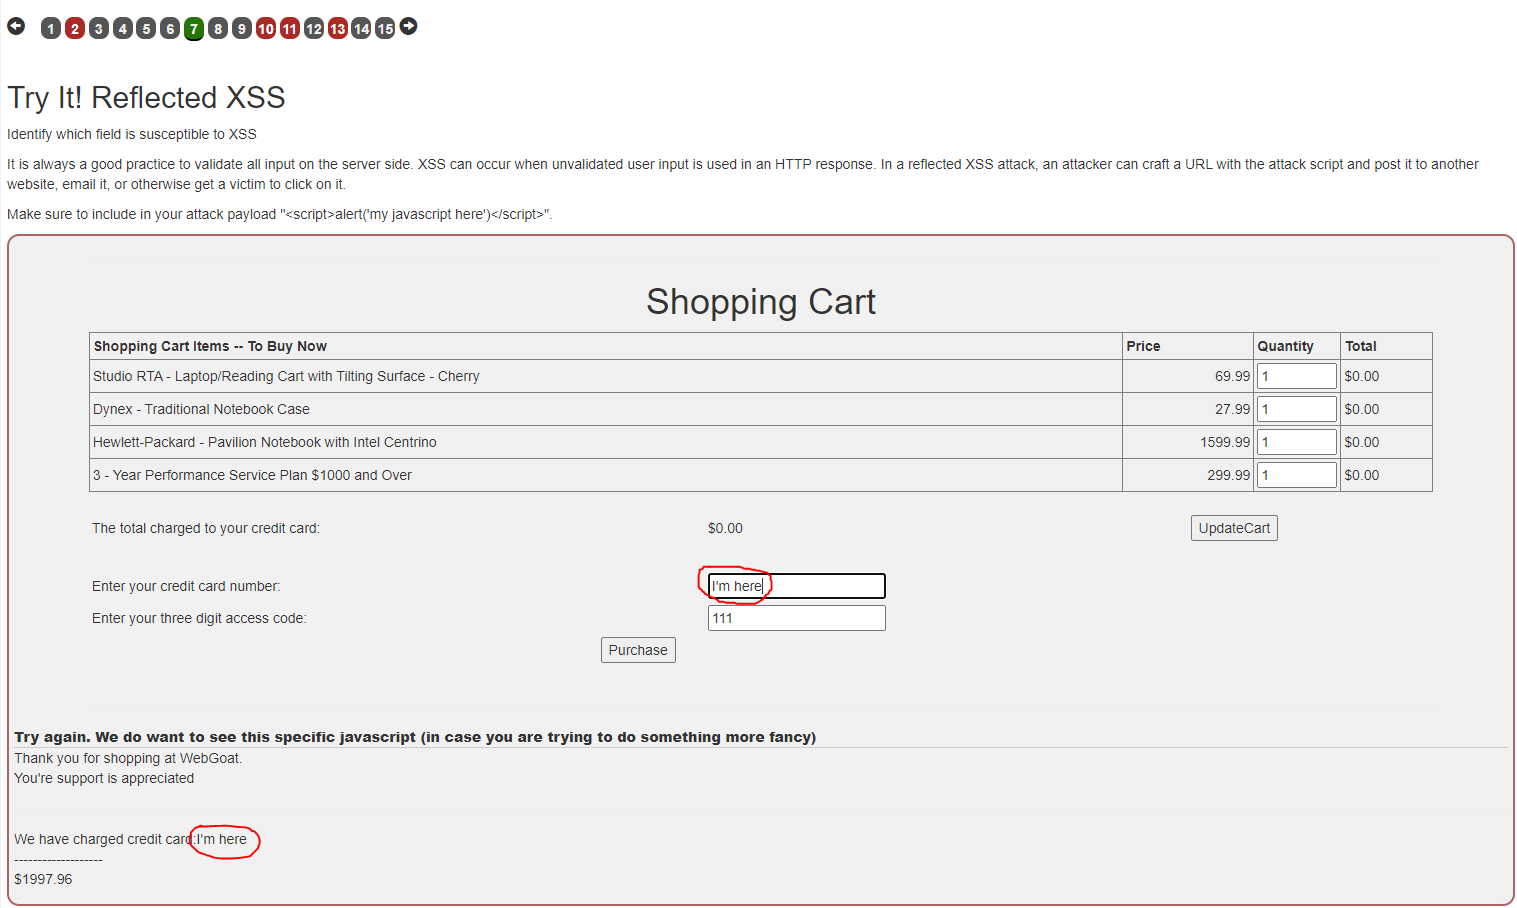 1 2 3 4 5 6 7 8 9 10 11 12 13 14 15
Try It! Reflected XSS
Identify which field is susceptible to XSS
It is always a good practice to validate all input on the server side. XSS can occur when unvalidated user input is used in an HTTP response. In a reflected XSS attack, an attacker can craft a URL with the attack script and post it to another
website, email it, or otherwise get a victim to click on it.
Make sure to include in your attack payload "<script>alert('my javascript here')</script>".
Shopping Cart
Shopping Cart Items -- To Buy Now Price Quantity Total
Studio RTA - Laptop/Reading Cart with Tilting Surface - Cherry 69.99 1 $0.00
Dynex - Traditional Notebook Case 27.99 1 $0.00
Hewlett-Packard - Pavilion Notebook with Intel Centrino 1599.99 1 $0.00
3 - Year Performance Service Plan $1000 and Over 299.99 1 $0.00
The total charged to your credit card: $0.00 UpdateCart
Enter your credit card number: I'm here
Enter your three digit access code: 111
Purchase
Try again. We do want to see this specific javascript (in case you are trying to do something more fancy)
Thank you for shopping at WebGoat.
You're support is appreciated
We have charged credit card:I'm here
-------------------
$1997.96